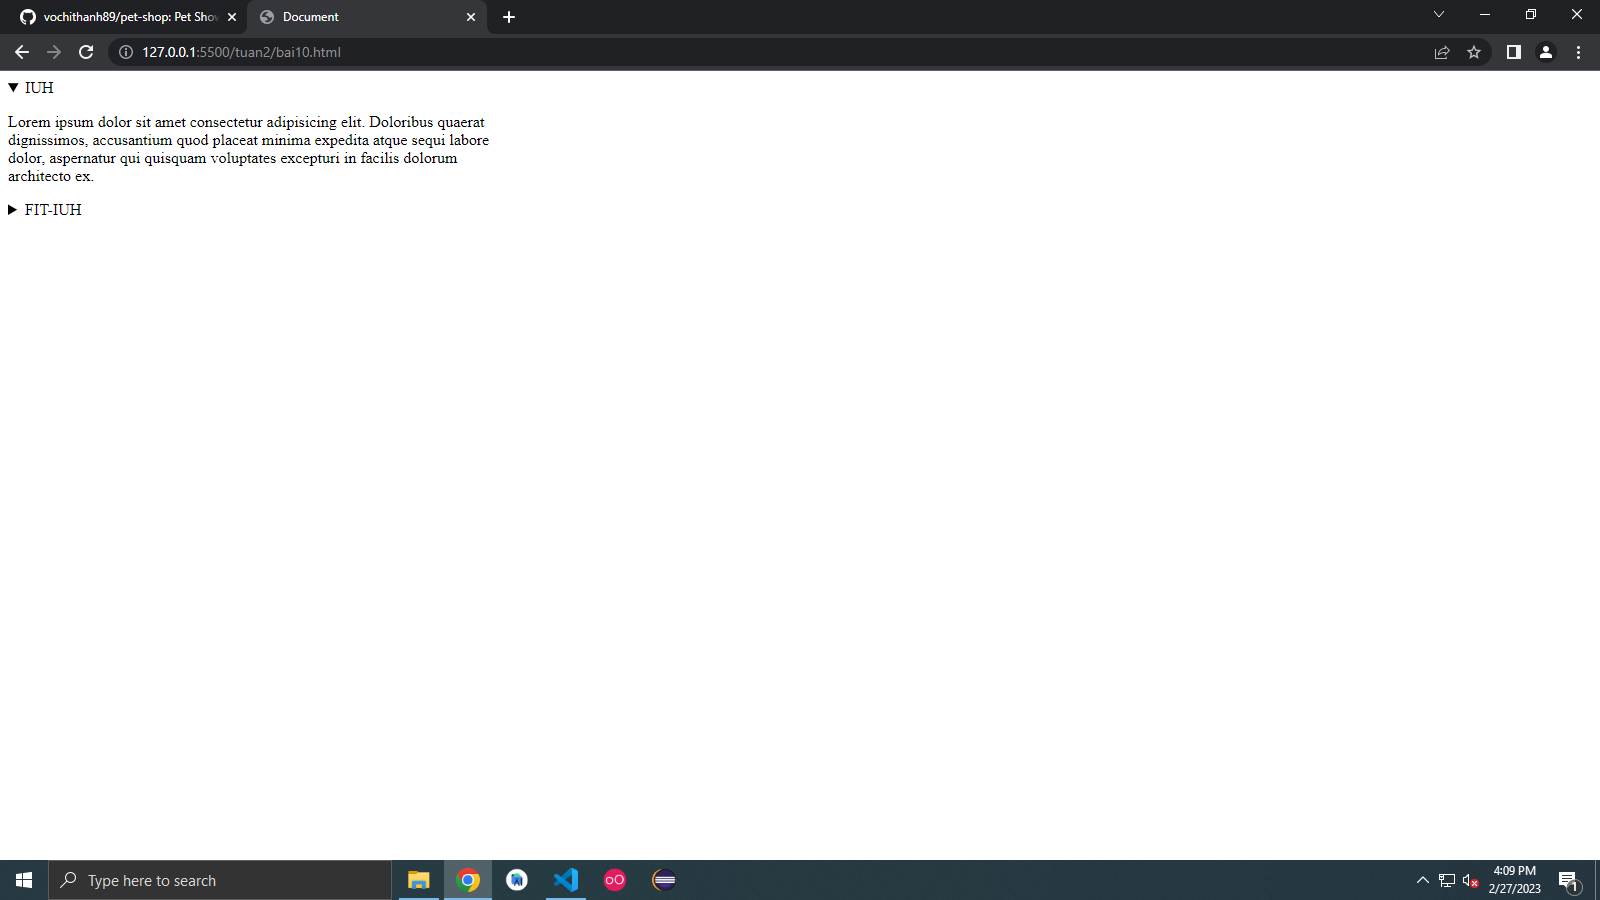 vochithanh89/pet-shop: Pet Sho
Document
127.0.0.1:5500/tuan2/bai10.html
IUH
Lorem ipsum dolor sit amet consectetur adipisicing elit. Doloribus quaerat
dignissimos, accusantium quod placeat minima expedita atque sequi labore
dolor, aspernatur qui quisquam voluptates excepturi in facilis dolorum
architecto ex.
FIT-IUH
Type here to search
4:09 PM
2/27/2023
1